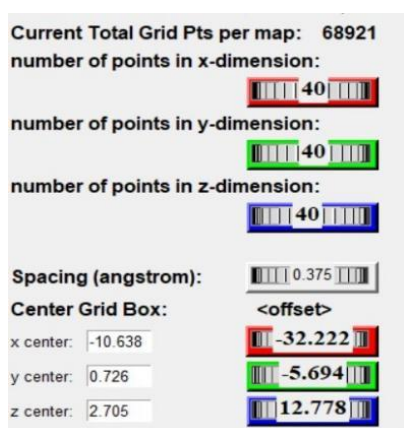 Current Total Grid Pts per map: 68921
number of points in x-dimension:
40
number of points in y-dimension:
40
number of points in z-dimension:
40
Spacing (angstrom): 0.375
Center Grid Box: <offset>
x center: -10.638 -32.222
y center: 0.726 -5.694
z center: 2.705 12.778